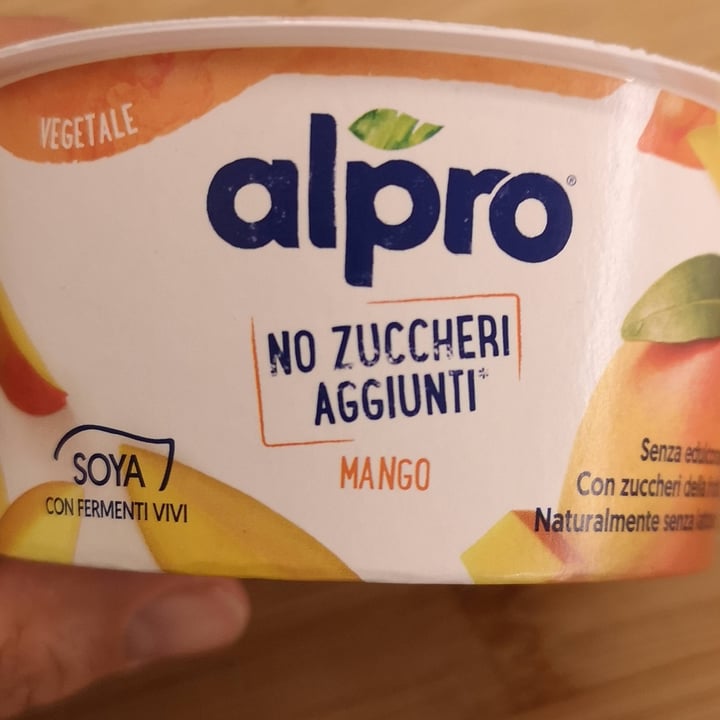 VEGETALE
alpro®
NO ZUCCHERI
AGGIUNTI*
MANGO
SOYA
CON FERMENTI VIVI
Senza
Con zuccheri della
Naturalmente senza